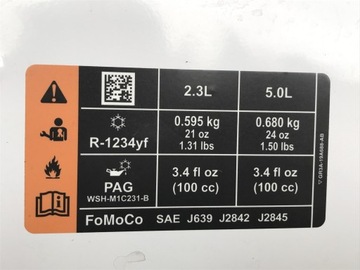 2.3L 5.0L
R-1234yf
0.595 kg 0.680 kg
21 oz 24 oz
1.31 lbs 1.50 lbs
PAG
WSH-M1C231-B
3.4 fl oz 3.4 fl oz
(100 cc) (100 cc)
FoMoCo SAE J639 J2842 J2845